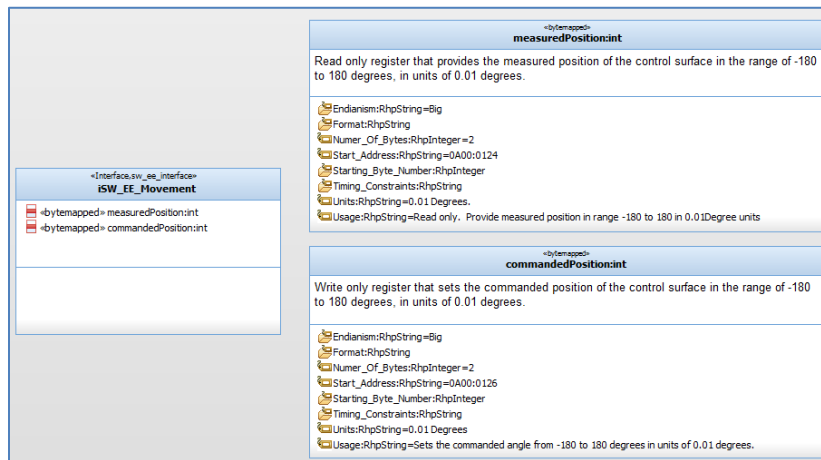 «Interface,sw_ee_interface»
iSW_EE_Movement
«bytemapped» measuredPosition:int
«bytemapped» commandedPosition:int
«bytemapped»
measuredPosition:int
Read only register that provides the measured position of the control surface in the range of -180
to 180 degrees, in units of 0.01 degrees.
Endianism:RhpString=Big
Format:RhpString
Numer_Of_Bytes:RhpInteger=2
Start_Address:RhpString=0A00:0124
Starting_Byte_Number:RhpInteger
Timing_Constraints:RhpString
Units:RhpString=0.01 Degrees.
Usage:RhpString=Read only.  Provide measured position in range -180 to 180 in 0.01Degree units
«bytemapped»
commandedPosition:int
Write only register that sets the commanded position of the control surface in the range of -180
to 180 degrees, in units of 0.01 degrees.
Endianism:RhpString=Big
Format:RhpString
Numer_Of_Bytes:RhpInteger=2
Start_Address:RhpString=0A00:0126
Starting_Byte_Number:RhpInteger
Timing_Constraints:RhpString
Units:RhpString=0.01 Degrees
Usage:RhpString=Sets the commanded angle from -180 to 180 degrees in units of 0.01 degrees.